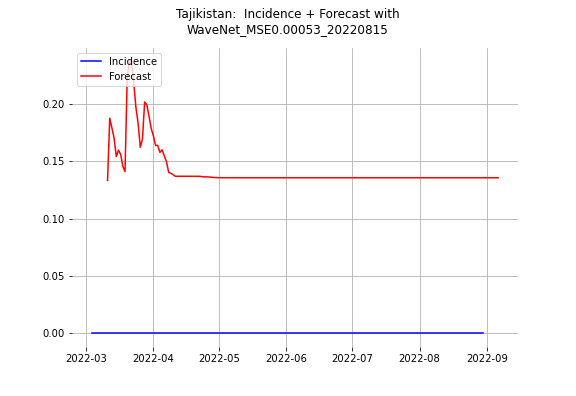 Tajikistan:  Incidence + Forecast with
WaveNet_MSE0.00053_20220815
Incidence
Forecast
0.20
0.15
0.10
0.05
0.00
2022-03 2022-04 2022-05 2022-06 2022-07 2022-08 2022-09